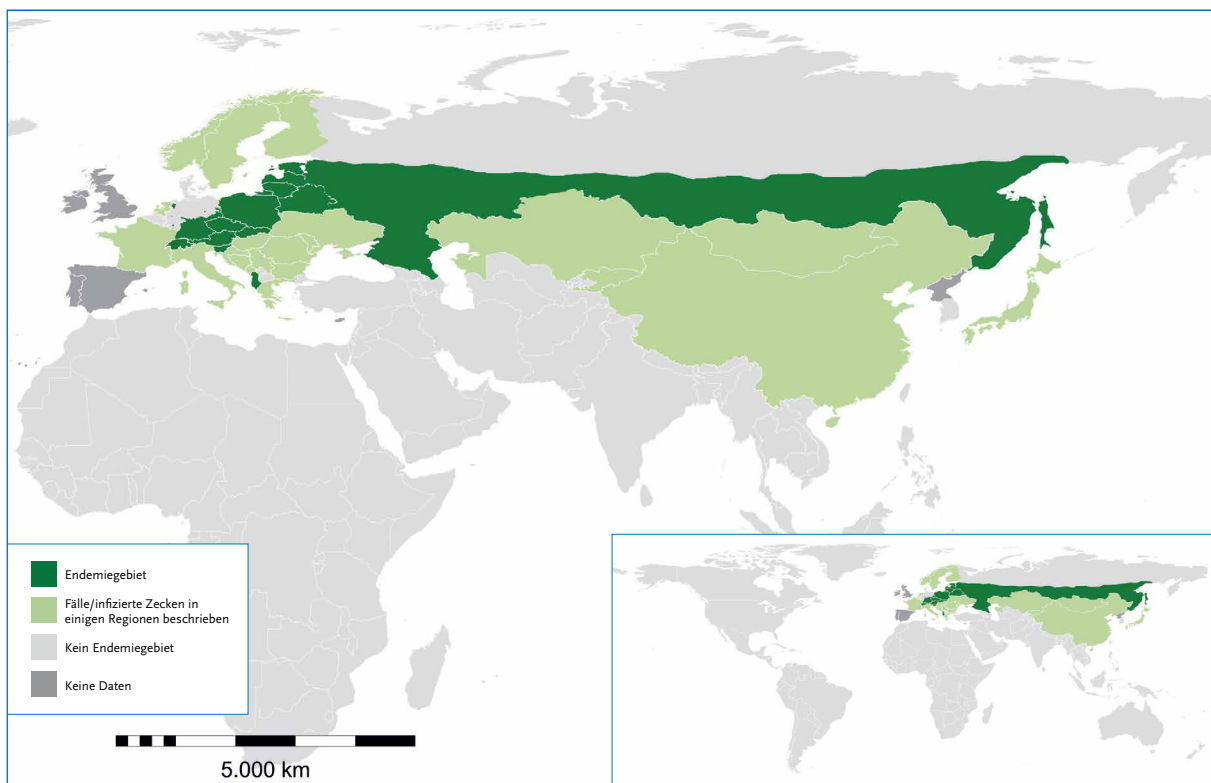 Endemiegebiet
Fälle/infizierte Zecken in
einigen Regionen beschrieben
Kein Endemiegebiet
Keine Daten
5.000 km